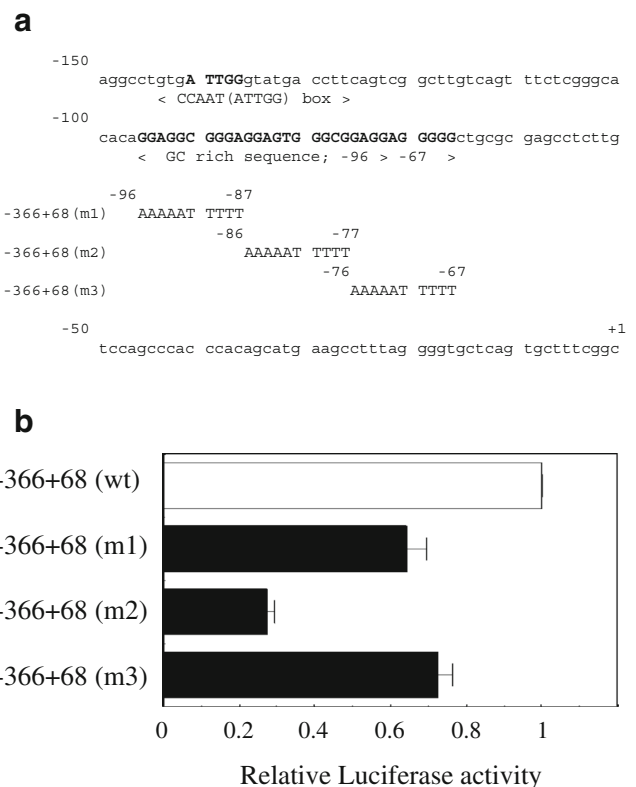 a
-150
aggcctgtgA TTGGgtatga ccttcagtcg gcttgtcagt ttctcgggca
< CCAAT(ATTGG) box >
-100
cacaGGAGGC GGGAGGAGTG GGCGGAGGAG GGGGctgcgc gagcctcttg
< GC rich sequence; -96 > -67 >
-96 -87
-366+68(m1) AAAAAT TTTT
-86 -77
-366+68(m2) AAAAAT TTTT
-76 -67
-366+68(m3) AAAAAT TTTT
-50 +1
tccagcccac ccacagcatg aagcctttag gggtgctcag tgctttcggc
b
-366+68 (wt)
-366+68 (m1)
-366+68 (m2)
-366+68 (m3)
0 0.2 0.4 0.6 0.8 1
Relative Luciferase activity